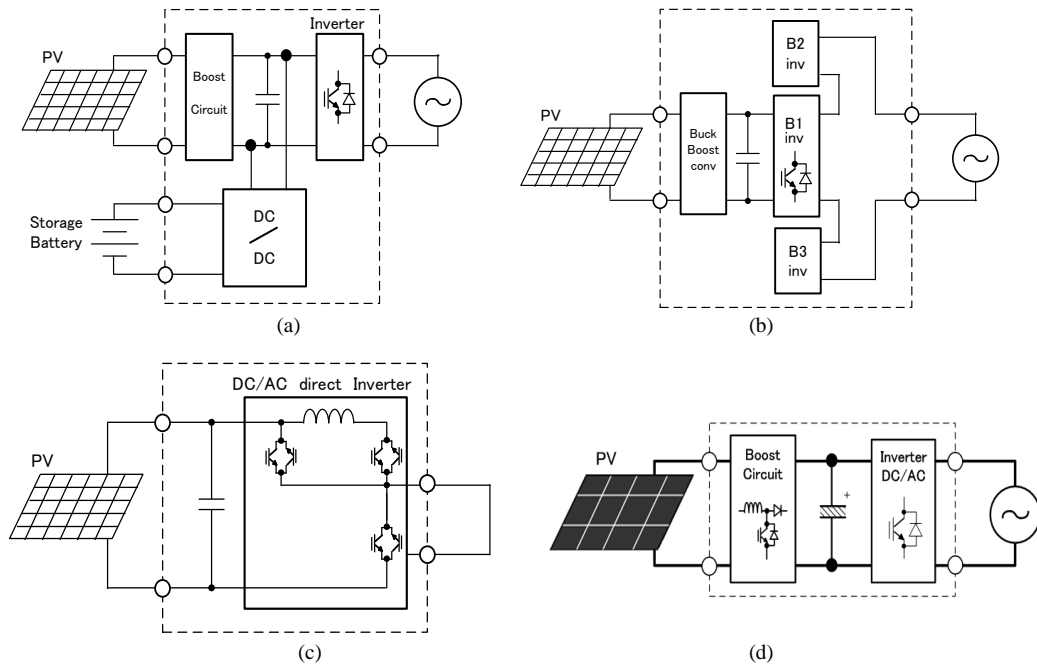 Inverter
PV
Boost
Circuit
Storage
Battery
DC
DC
(a)
B2
inv
PV
Buck
Boost
conv
B1
inv
B3
inv
(b)
DC/AC direct Inverter
PV
(c)
PV
Boost
Circuit
+
Inverter
DC/AC
(d)